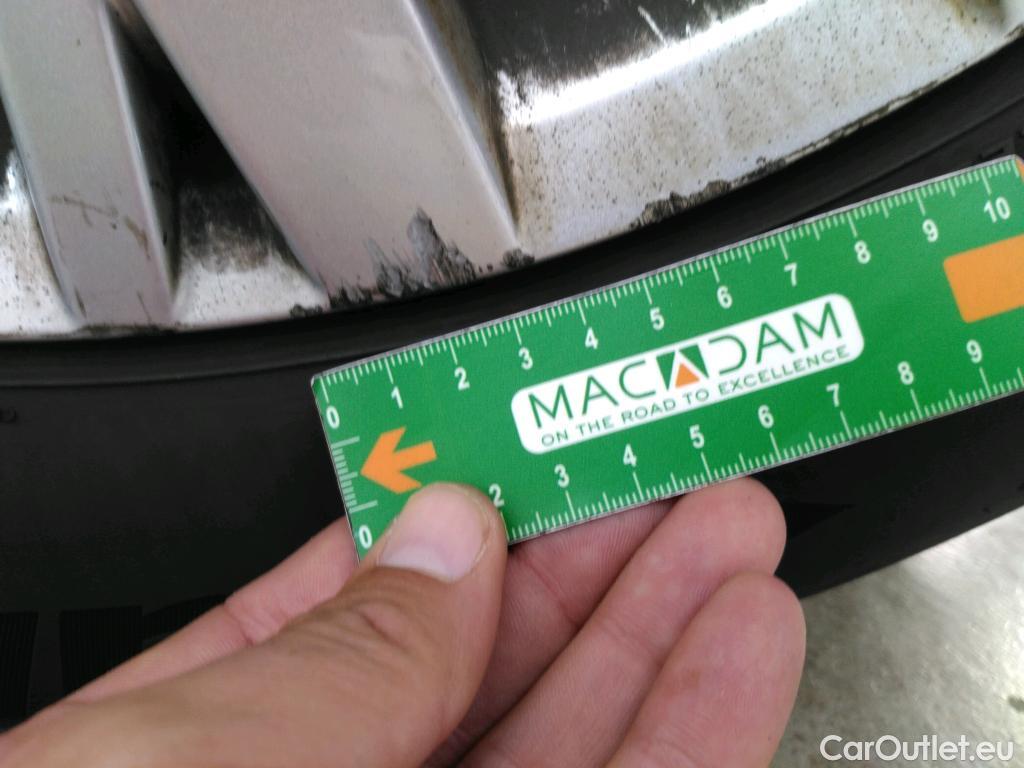 0 1 2 3 4 5 6 7 8 9 10
MACADAM
ON THE ROAD TO EXCELLENCE
0 2 3 4 5 6 7 8 9
CarOutlet.eu